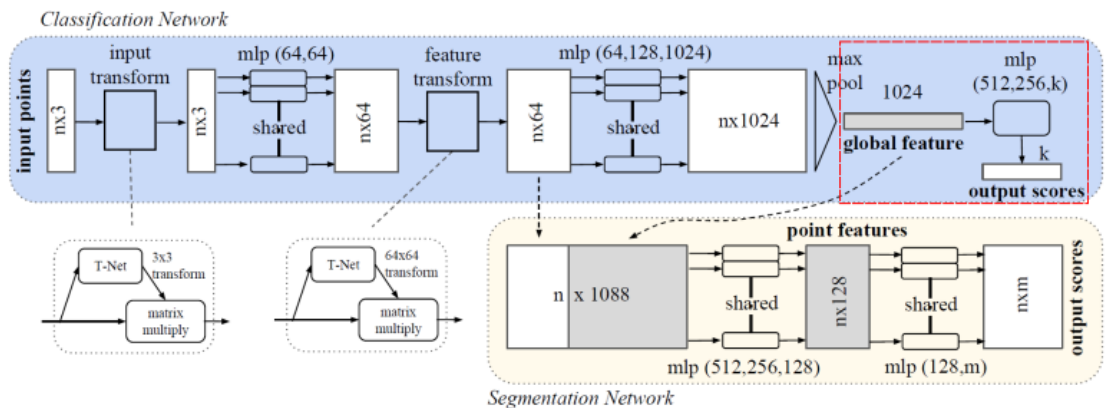 Classification Network
input points
nx3
input
transform
nx3
mlp (64,64)
shared
nx64
feature
transform
nx64
mlp (64,128,1024)
shared
nx1024
max
pool
1024
global feature
mlp
(512,256,k)
k
output scores
T-Net
3x3
transform
matrix
multiply
T-Net
64x64
transform
matrix
multiply
point features
n x 1088
shared
mlp (512,256,128)
nx128
shared
mlp (128,m)
nxm
output scores
Segmentation Network